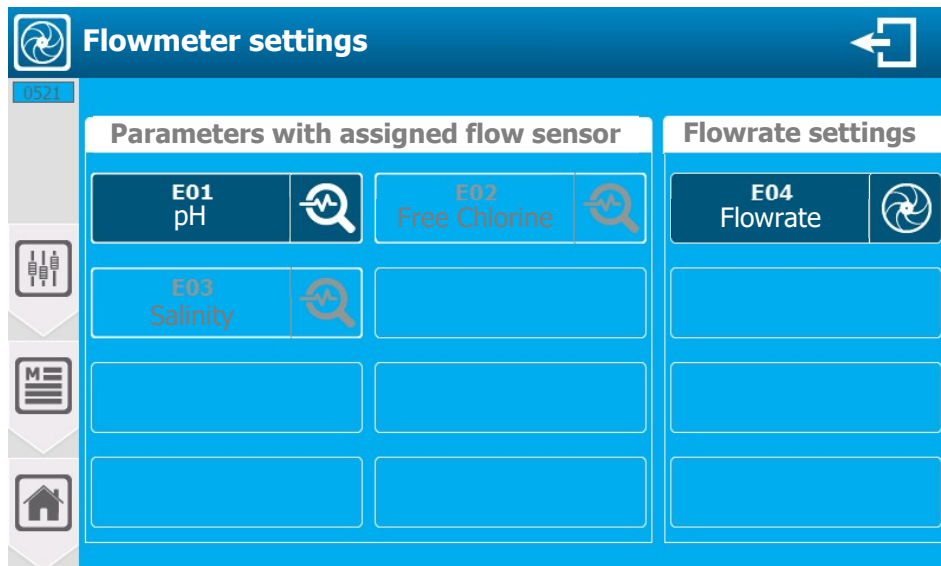 Flowmeter settings
0521
Parameters with assigned flow sensor
Flowrate settings
E01
pH
E02
Free Chlorine
E04
Flowrate
E03
Salinity
M